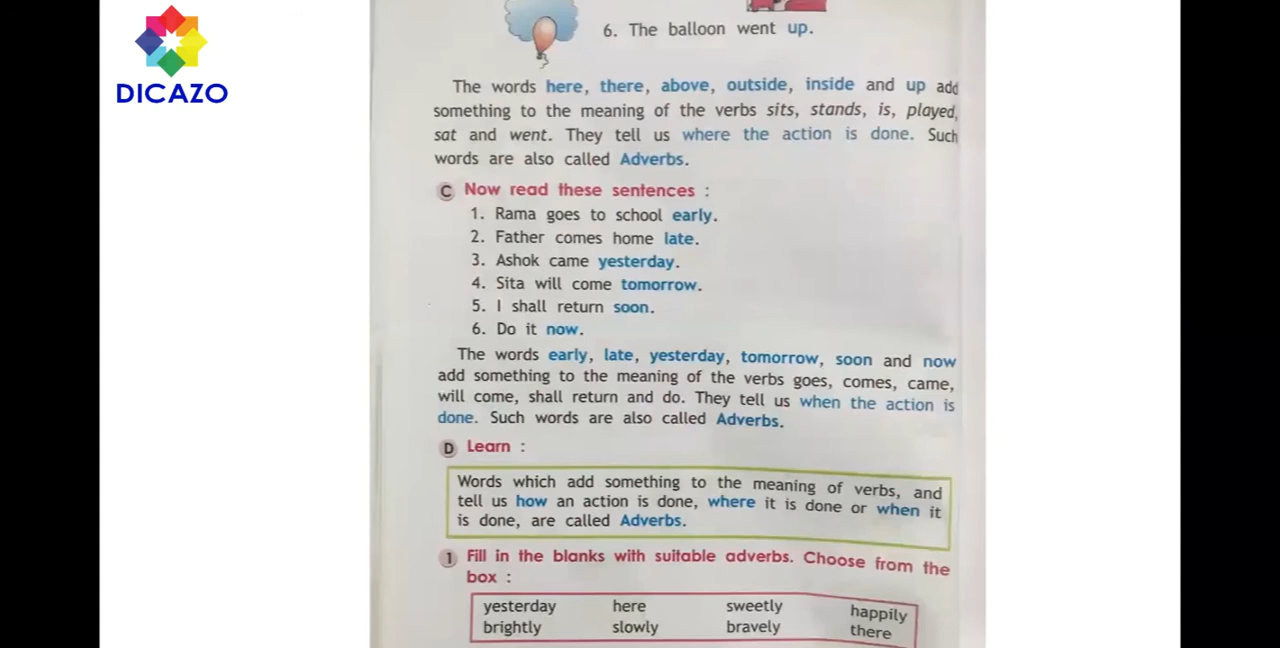 DICAZO
6. The balloon went up.
The words here, there, above, outside, inside and up add
something to the meaning of the verbs sits, stands, is, played,
sat and went. They tell us where the action is done. Such
words are also called Adverbs.
C Now read these sentences :
1. Rama goes to school early.
2. Father comes home late.
3. Ashok came yesterday.
4. Sita will come tomorrow.
5. I shall return soon.
6. Do it now.
The words early, late, yesterday, tomorrow, soon and now
add something to the meaning of the verbs goes, comes, came,
will come, shall return and do. They tell us when the action is
done. Such words are also called Adverbs.
D Learn :
Words which add something to the meaning of verbs, and
tell us how an action is done, where it is done or when it
is done, are called Adverbs.
1 Fill in the blanks with suitable adverbs. Choose from the
box :
yesterday here sweetly happily
brightly slowly bravely there